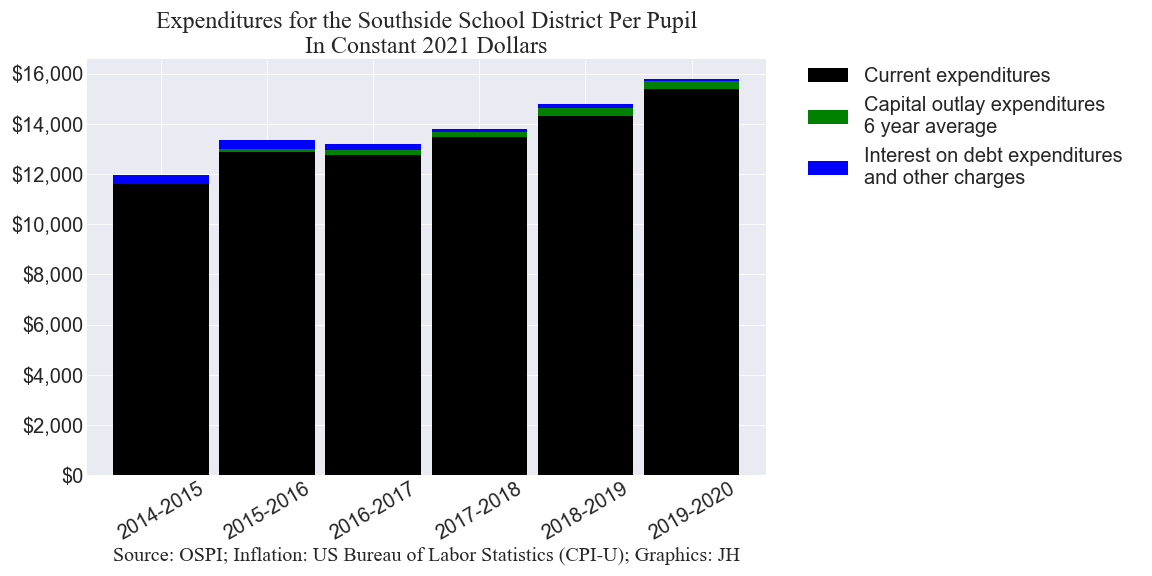 Expenditures for the Southside School District Per Pupil
In Constant 2021 Dollars
$16,000
$14,000
$12,000
$10,000
$8,000
$6,000
$4,000
$2,000
$0
2014-2015
2015-2016
2016-2017
2017-2018
2018-2019
2019-2020
Source: OSPI; Inflation: US Bureau of Labor Statistics (CPI-U); Graphics: JH
Current expenditures
Capital outlay expenditures
6 year average
Interest on debt expenditures
and other charges